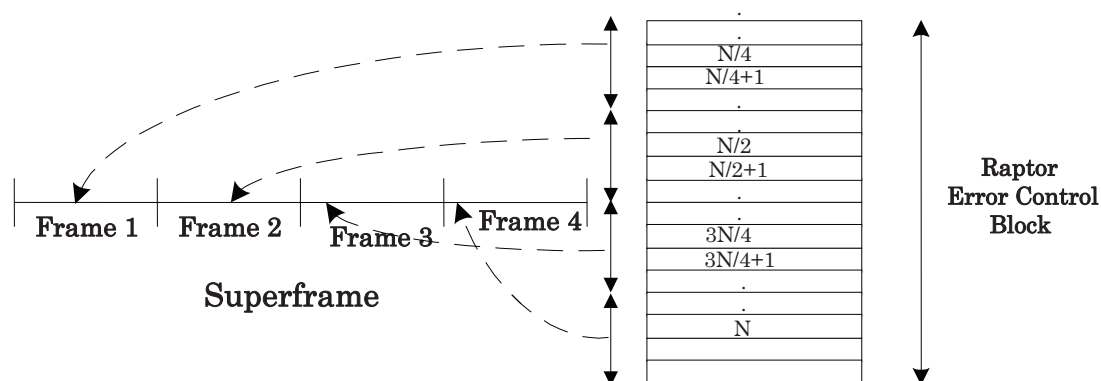 .
.
N/4
N/4+1
.
.
N/2
N/2+1
.
.
3N/4
3N/4+1
.
.
N
Frame 1
Frame 2
Frame 3
Frame 4
Superframe
Raptor
Error Control
Block